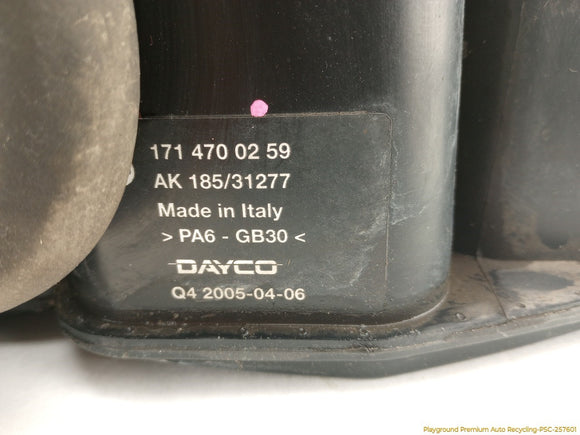 171 470 02 59
AK 185/31277
Made in Italy
> PA6 - GB30 <
DAYCO
Q4 2005-04-06
Playground Premium Auto Recycling-PSC-257601